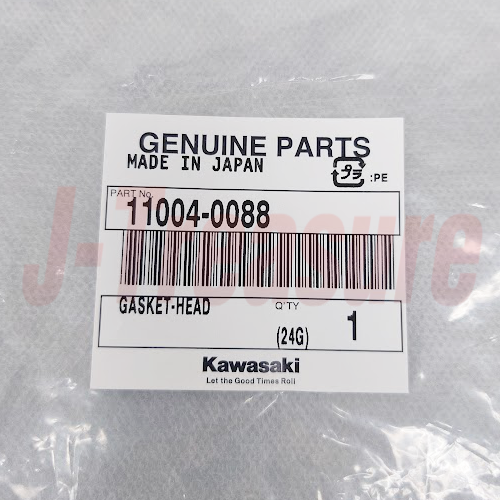 GENUINE PARTS
MADE IN JAPAN
プラ :PE
PART No.
11004-0088
J-Treasure
GASKET-HEAD
Q'TY
(24G) 1
Kawasaki
Let the Good Times Roll